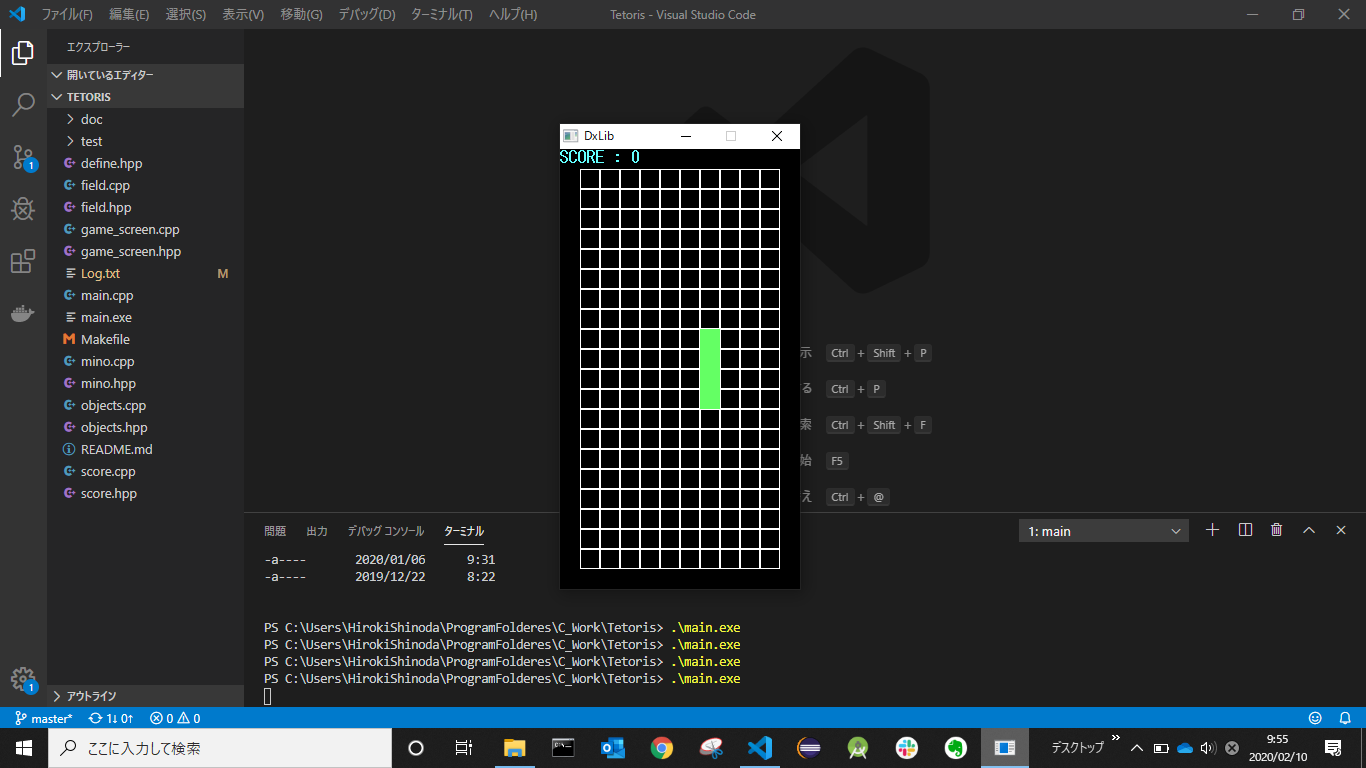 ファイル(F) 編集(E) 選択(S) 表示(V) 移動(G) デバッグ(D) ターミナル(T) ヘルプ(H) Tetoris - Visual Studio Code
エクスプローラー
開いているエディター
TETORIS
doc
test
define.hpp
field.cpp
field.hpp
game_screen.cpp
game_screen.hpp
Log.txt M
main.cpp
main.exe
Makefile
mino.cpp
mino.hpp
objects.cpp
objects.hpp
README.md
score.cpp
score.hpp
アウトライン
1
1
DxLib
SCORE : 0
示 Ctrl + Shift + P
る Ctrl + P
索 Ctrl + Shift + F
始 F5
え Ctrl + @
問題 出力 デバッグ コンソール ターミナル 1: main
-a---- 2020/01/06 9:31
-a---- 2019/12/22 8:22
PS C:\Users\HirokiShinoda\ProgramFolderes\C_Work\Tetoris> .\main.exe
PS C:\Users\HirokiShinoda\ProgramFolderes\C_Work\Tetoris> .\main.exe
PS C:\Users\HirokiShinoda\ProgramFolderes\C_Work\Tetoris> .\main.exe
PS C:\Users\HirokiShinoda\ProgramFolderes\C_Work\Tetoris> .\main.exe
master* 1↓ 0↑ 0 0
ここに入力して検索
デスクトップ
9:55
2020/02/10